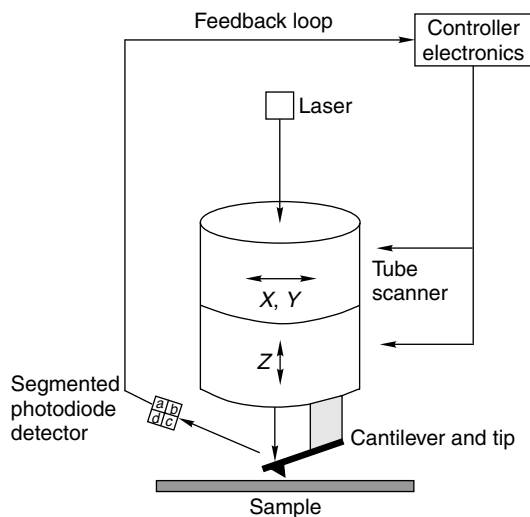 Feedback loop
Controller
electronics
Laser
X, Y
Tube
scanner
Z
Segmented
photodiode
detector
a b
d c
Cantilever and tip
Sample